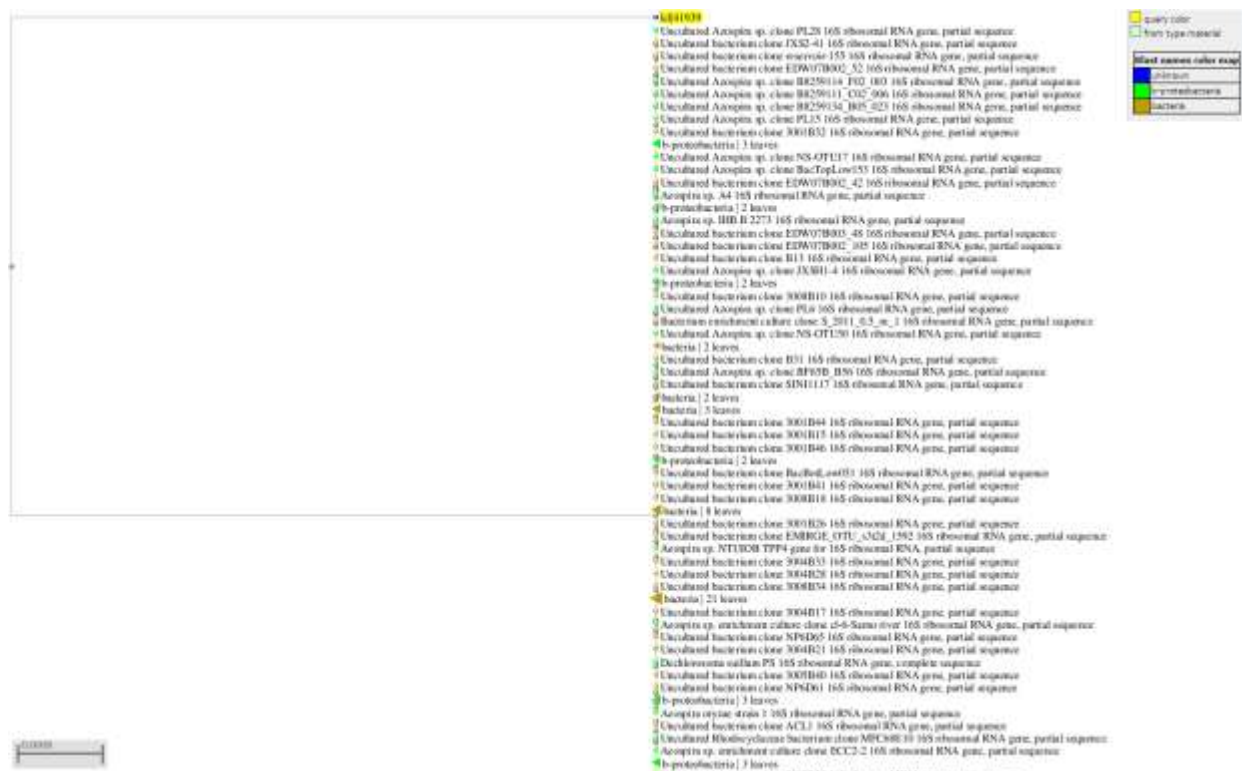 Uncultured Azospira sp. clone PL28 16S ribosomal RNA gene, partial sequence
Uncultured bacterium clone JXS2-41 16S ribosomal RNA gene, partial sequence
Uncultured bacterium clone reservoir-155 16S ribosomal RNA gene, partial sequence
Uncultured bacterium clone EDW07B002_52 16S ribosomal RNA gene, partial sequence
Uncultured Azospira sp. clone 16S ribosomal RNA gene, partial sequence
Uncultured Azospira sp. clone 16S ribosomal RNA gene, partial sequence
Uncultured Azospira sp. clone 16S ribosomal RNA gene, partial sequence
Uncultured Azospira sp. clone PL15 16S ribosomal RNA gene, partial sequence
Uncultured bacterium clone 3001B32 16S ribosomal RNA gene, partial sequence
b-proteobacteria | 3 leaves
Uncultured Azospira sp. clone NS-OTU17 16S ribosomal RNA gene, partial sequence
Uncultured Azospira sp. clone BacTopLow153 16S ribosomal RNA gene, partial sequence
Uncultured bacterium clone EDW07B002_42 16S ribosomal RNA gene, partial sequence
Azospira sp. A4 16S ribosomal RNA gene, partial sequence
b-proteobacteria | 2 leaves
Azospira sp. IHB B 2273 16S ribosomal RNA gene, partial sequence
Uncultured bacterium clone EDW07B003_48 16S ribosomal RNA gene, partial sequence
Uncultured bacterium clone EDW07B002_105 16S ribosomal RNA gene, partial sequence
Uncultured bacterium clone B13 16S ribosomal RNA gene, partial sequence
Uncultured Azospira sp. clone JXSB1-4 16S ribosomal RNA gene, partial sequence
b-proteobacteria | 2 leaves
Uncultured bacterium clone 3008B10 16S ribosomal RNA gene, partial sequence
Uncultured Azospira sp. clone PL6 16S ribosomal RNA gene, partial sequence
Bacterium enrichment culture clone S_2011_0.5_m_1 16S ribosomal RNA gene, partial sequence
Uncultured Azospira sp. clone NS-OTU50 16S ribosomal RNA gene, partial sequence
bacteria | 2 leaves
Uncultured bacterium clone B31 16S ribosomal RNA gene, partial sequence
Uncultured Azospira sp. clone BF65B_B56 16S ribosomal RNA gene, partial sequence
Uncultured bacterium clone SINI1117 16S ribosomal RNA gene, partial sequence
bacteria | 2 leaves
bacteria | 3 leaves
Uncultured bacterium clone 3001B44 16S ribosomal RNA gene, partial sequence
Uncultured bacterium clone 3001B15 16S ribosomal RNA gene, partial sequence
Uncultured bacterium clone 3001B46 16S ribosomal RNA gene, partial sequence
b-proteobacteria | 2 leaves
Uncultured bacterium clone 16S ribosomal RNA gene, partial sequence
Uncultured bacterium clone 3001B41 16S ribosomal RNA gene, partial sequence
Uncultured bacterium clone 3008B18 16S ribosomal RNA gene, partial sequence
bacteria | 8 leaves
Uncultured bacterium clone 3001B26 16S ribosomal RNA gene, partial sequence
Uncultured bacterium clone 16S ribosomal RNA gene, partial sequence
Azospira sp. NTUIOB TPP4 gene for 16S ribosomal RNA, partial sequence
Uncultured bacterium clone 3004B33 16S ribosomal RNA gene, partial sequence
Uncultured bacterium clone 3004B28 16S ribosomal RNA gene, partial sequence
Uncultured bacterium clone 3008B34 16S ribosomal RNA gene, partial sequence
bacteria | 21 leaves
Uncultured bacterium clone 3004B17 16S ribosomal RNA gene, partial sequence
Azospira sp. enrichment culture clone river 16S ribosomal RNA gene, partial sequence
Uncultured bacterium clone NP6D65 16S ribosomal RNA gene, partial sequence
Uncultured bacterium clone 3004B21 16S ribosomal RNA gene, partial sequence
Dechlorosoma suillum PS 16S ribosomal RNA gene, complete sequence
Uncultured bacterium clone 3005B40 16S ribosomal RNA gene, partial sequence
Uncultured bacterium clone NP6D61 16S ribosomal RNA gene, partial sequence
b-proteobacteria | 3 leaves
Azospira oryzae strain 1 16S ribosomal RNA gene, partial sequence
Uncultured bacterium clone ACL1 16S ribosomal RNA gene, partial sequence
Uncultured Rhodocyclaceae bacterium clone 16S ribosomal RNA gene, partial sequence
Azospira sp. enrichment culture clone ECC2-2 16S ribosomal RNA gene, partial sequence
b-proteobacteria | 3 leaves
query color
from type material
Blast names color map
unknown
b-proteobacteria
bacteria